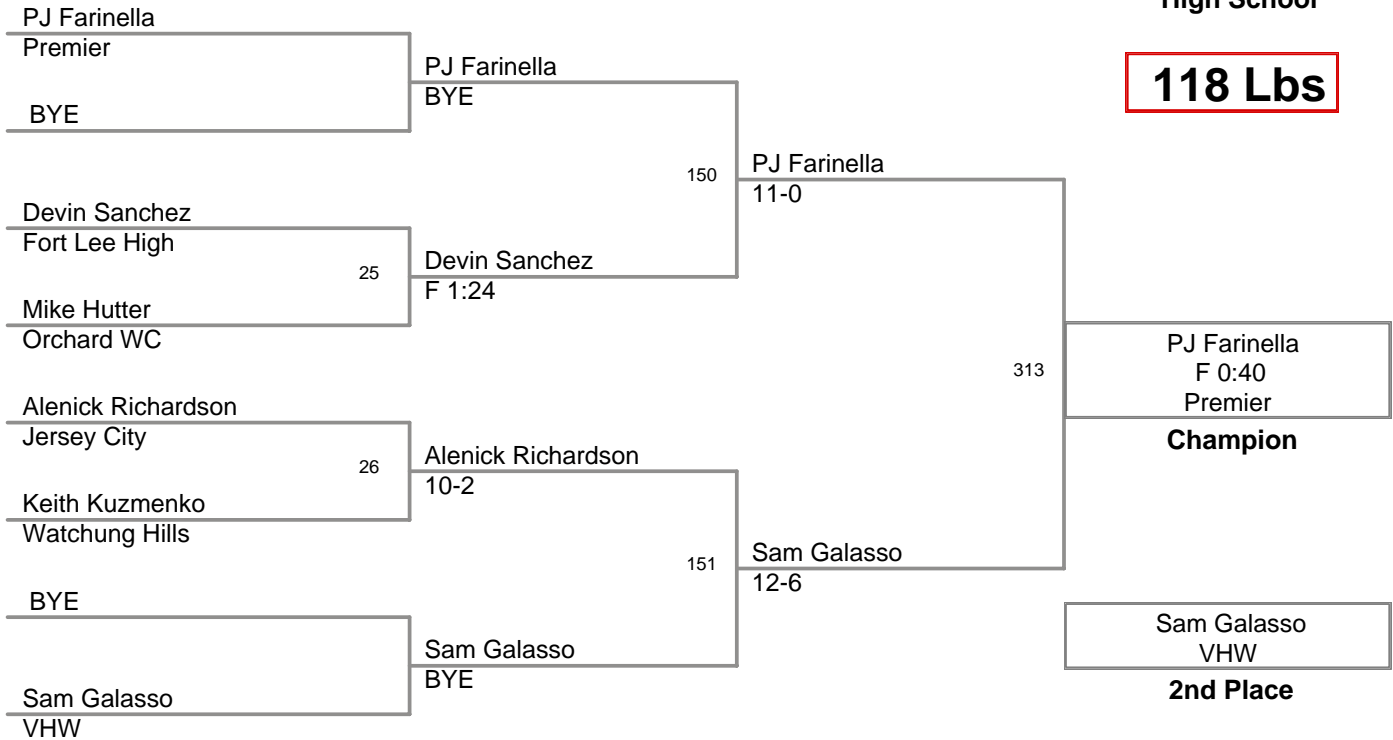 High School
118 Lbs
PJ Farinella
Premier
BYE
Devin Sanchez
Fort Lee High
25
Mike Hutter
Orchard WC
Alenick Richardson
Jersey City
26
Keith Kuzmenko
Watchung Hills
BYE
Sam Galasso
VHW
PJ Farinella
BYE
150
Devin Sanchez
F 1:24
Alenick Richardson
10-2
151
Sam Galasso
BYE
PJ Farinella
11-0
313
Sam Galasso
12-6
PJ Farinella
F 0:40
Premier
Champion
Sam Galasso
VHW
2nd Place